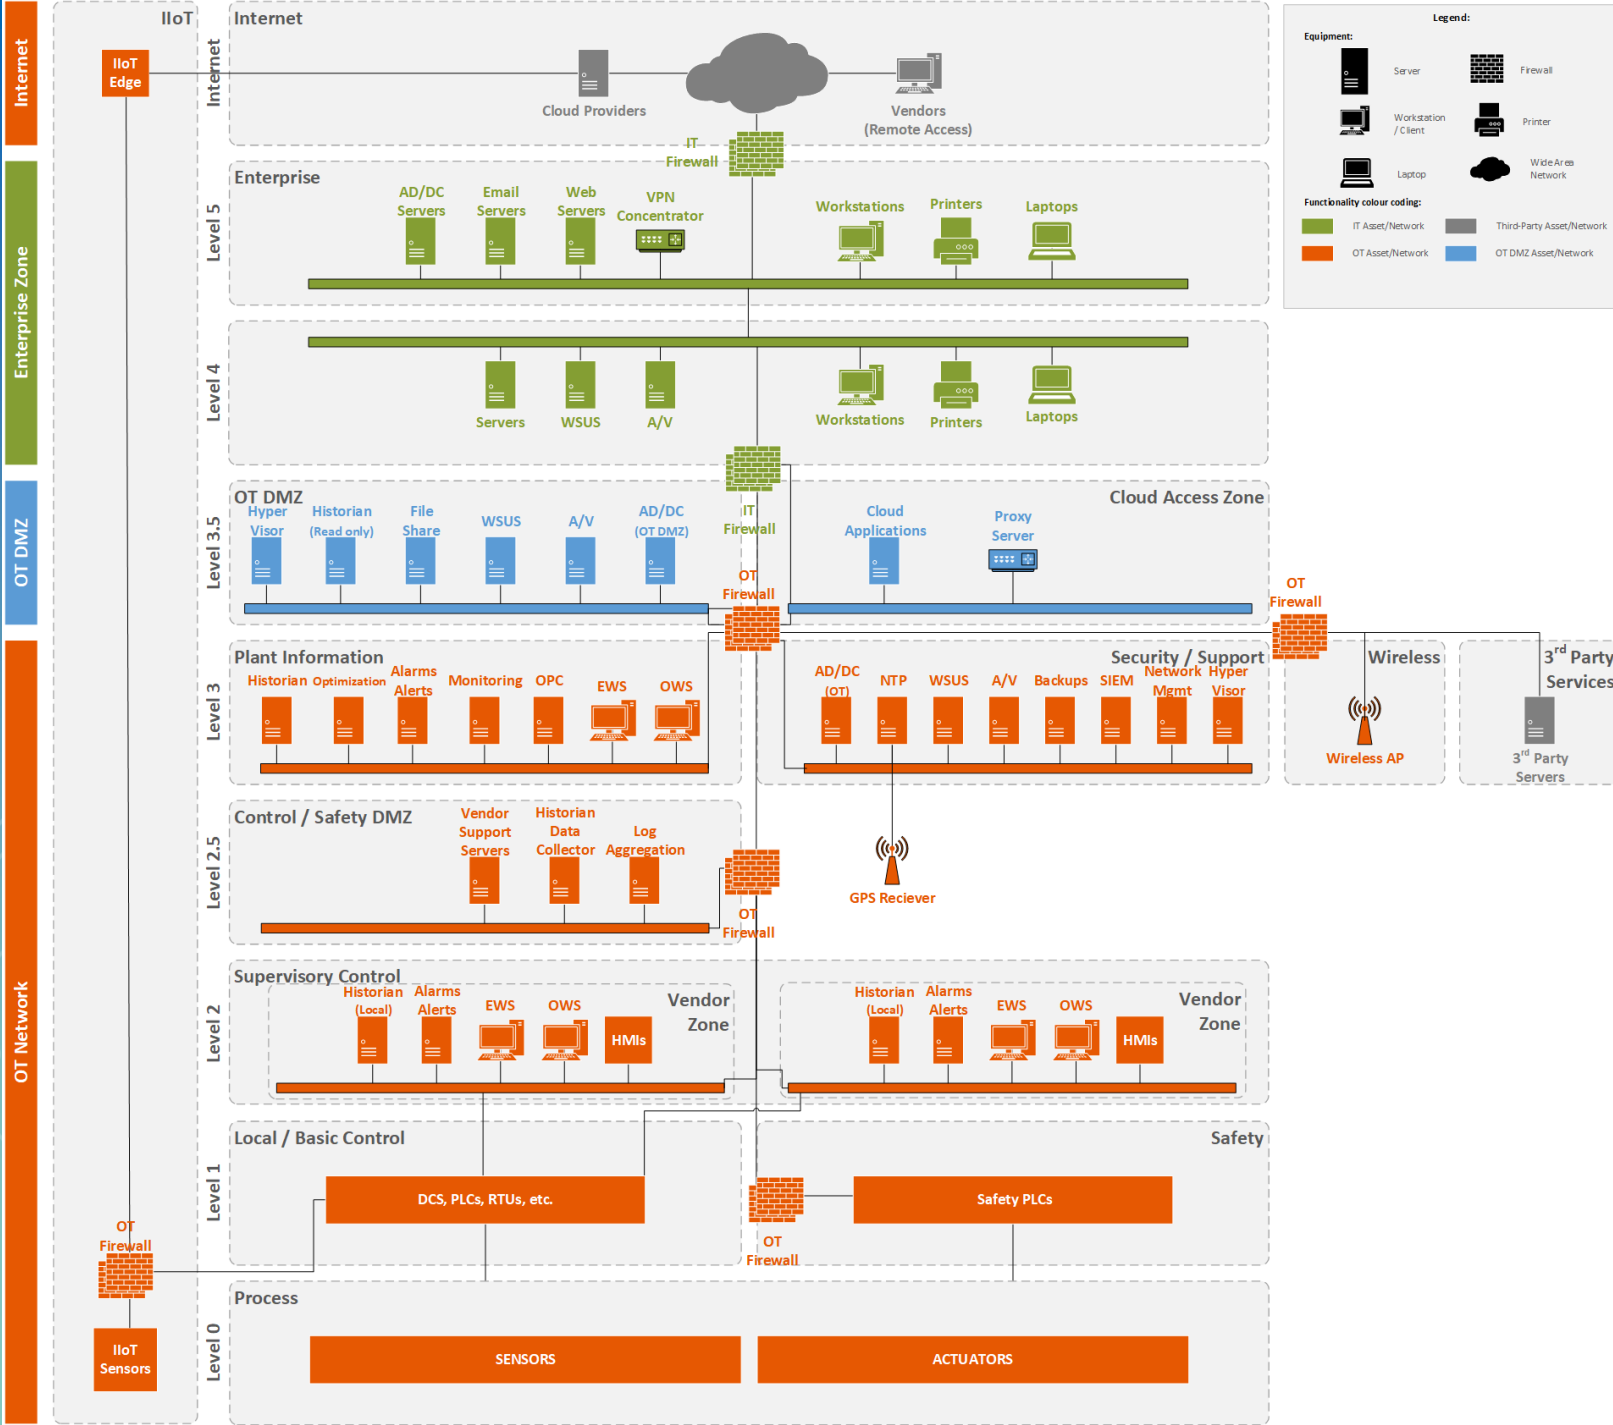 IIoT
Internet
Legend:
Equipment:
Server
Firewall
Workstation
/ Client
Printer
Laptop
Wide Area
Network
Functionality colour coding:
IT Asset/Network
Third-Party Asset/Network
OT Asset/Network
OT DMZ Asset/Network
Internet
Internet
IIoT
Edge
Cloud Providers
Vendors
(Remote Access)
IT
Firewall
Enterprise Zone
Enterprise
Level 5
AD/DC
Servers
Email
Servers
Web
Servers
VPN
Concentrator
Workstations
Printers
Laptops
Level 4
Servers
WSUS
A/V
Workstations
Printers
Laptops
OT DMZ
OT DMZ
Cloud Access Zone
Level 3.5
Hyper
Visor
Historian
(Read only)
File
Share
WSUS
A/V
AD/DC
(OT DMZ)
IT
Firewall
Cloud
Applications
Proxy
Server
OT
Firewall
OT
Firewall
OT Network
Plant Information
Security / Support
Wireless
3rd Party
Services
Level 3
Historian
Optimization
Alarms
Alerts
Monitoring
OPC
EWS
OWS
AD/DC
(OT)
NTP
WSUS
A/V
Backups
SIEM
Network
Mgmt
Hyper
Visor
Wireless AP
3rd Party
Servers
Control / Safety DMZ
Level 2.5
Vendor
Support
Servers
Historian
Data
Collector
Log
Aggregation
OT
Firewall
GPS Reciever
Supervisory Control
Level 2
Historian
(Local)
Alarms
Alerts
EWS
OWS
HMIs
Vendor
Zone
Historian
(Local)
Alarms
Alerts
EWS
OWS
HMIs
Vendor
Zone
Local / Basic Control
Safety
Level 1
DCS, PLCs, RTUs, etc.
Safety PLCs
OT
Firewall
OT
Firewall
Process
Level 0
IIoT
Sensors
SENSORS
ACTUATORS